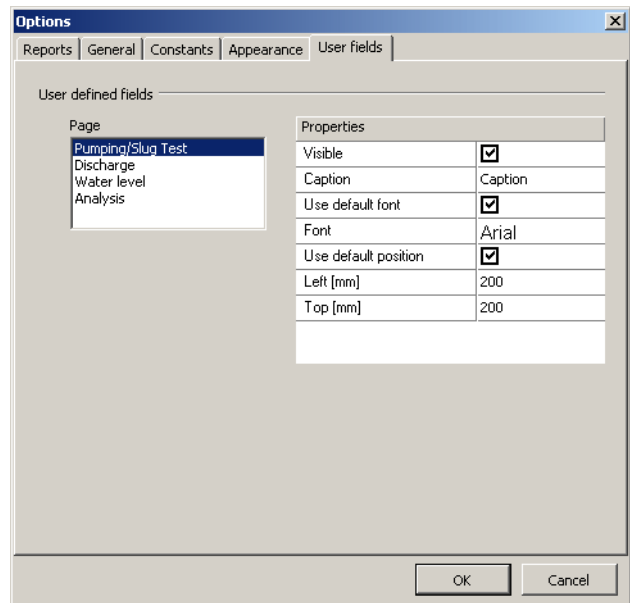 Options
Reports General Constants Appearance User fields
User defined fields
Page
Pumping/Slug Test
Discharge
Water level
Analysis
Properties
Visible
Caption Caption
Use default font
Font Arial
Use default position
Left [mm] 200
Top [mm] 200
OK Cancel